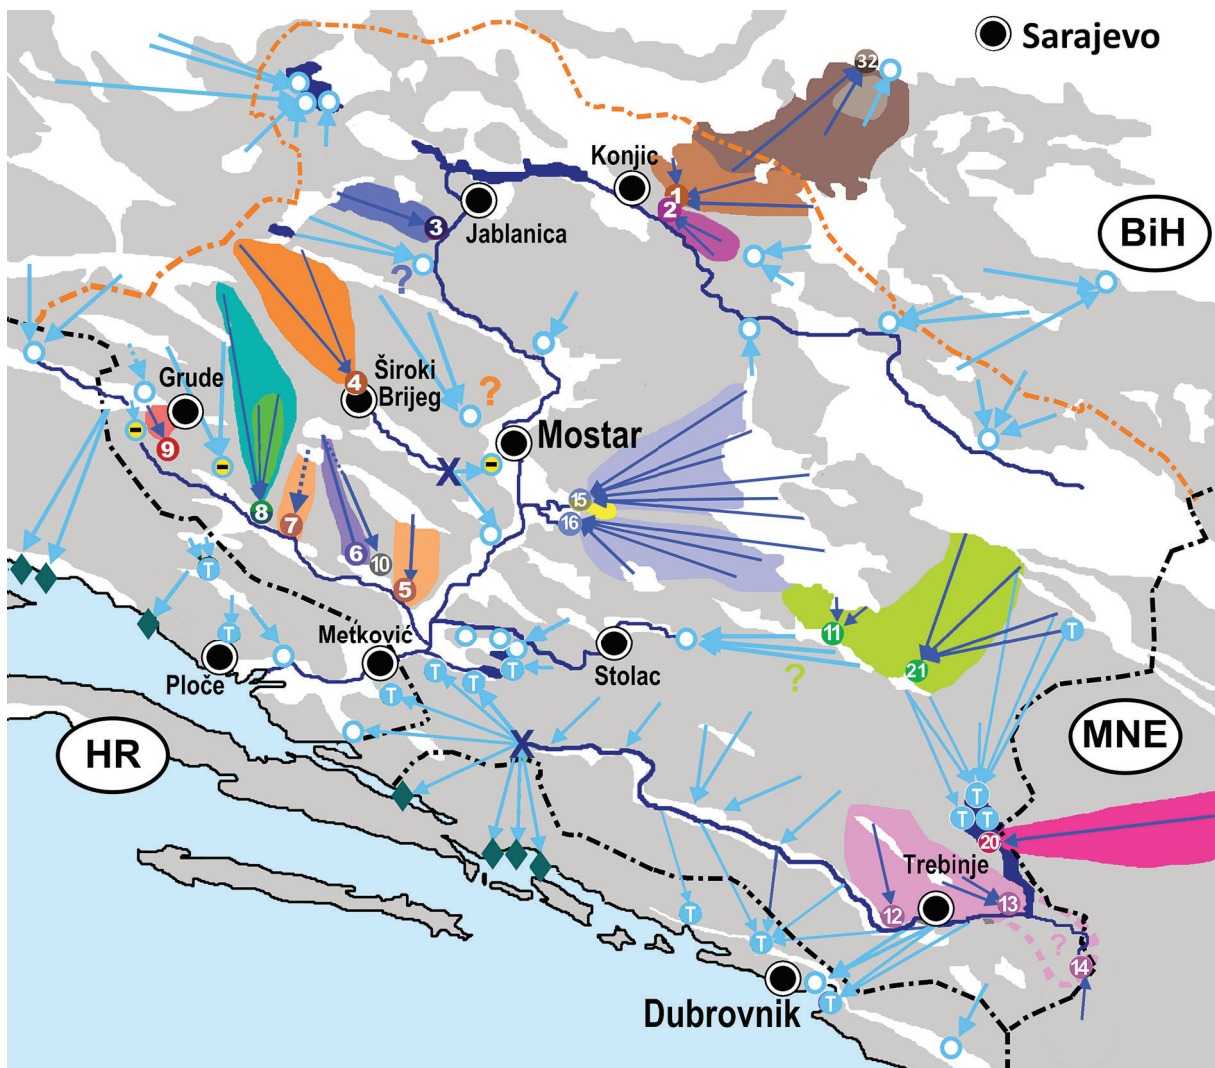 Sarajevo
32
Konjic
1
2
BiH
Jablanica
3
?
Široki
Brijeg
4
?
Grude
Mostar
9
X
8
7
6
10
5
15
16
T
T
Metković
Ploče
Stolac
T
T
T
T
11
21
?
T
HR
X
MNE
T
T
T
20
Trebinje
12
13
?
14
T
T
Dubrovnik
T